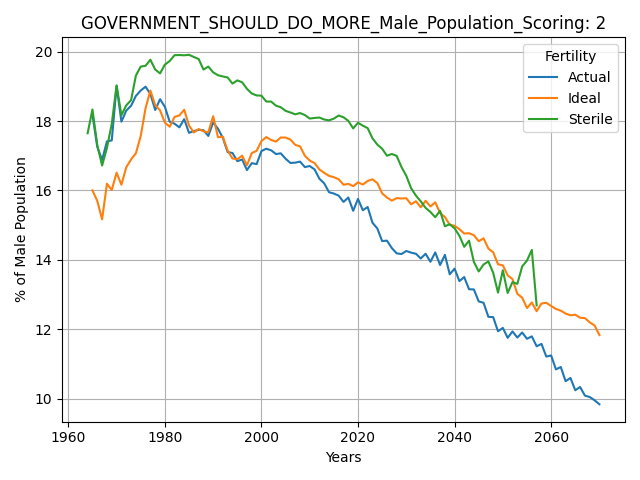 GOVERNMENT_SHOULD_DO_MORE_Male_Population_Scoring: 2
Fertility
Actual
Ideal
Sterile
% of Male Population
20
18
16
14
12
10
1960
1980
2000
2020
2040
2060
Years